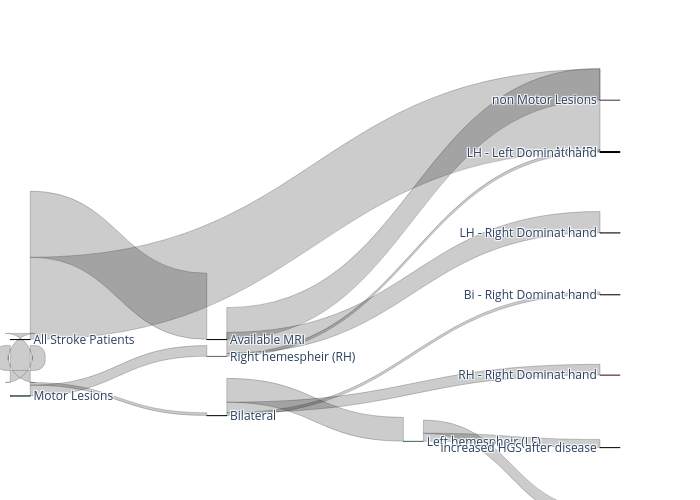 non Motor Lesions
LH - Left Dominat hand
LH - Right Dominat hand
Bi - Right Dominat hand
All Stroke Patients
Available MRI
Right hemespheir (RH)
RH - Right Dominat hand
Motor Lesions
Bilateral
Left hemespheir (LF)
Increased HGS after disease